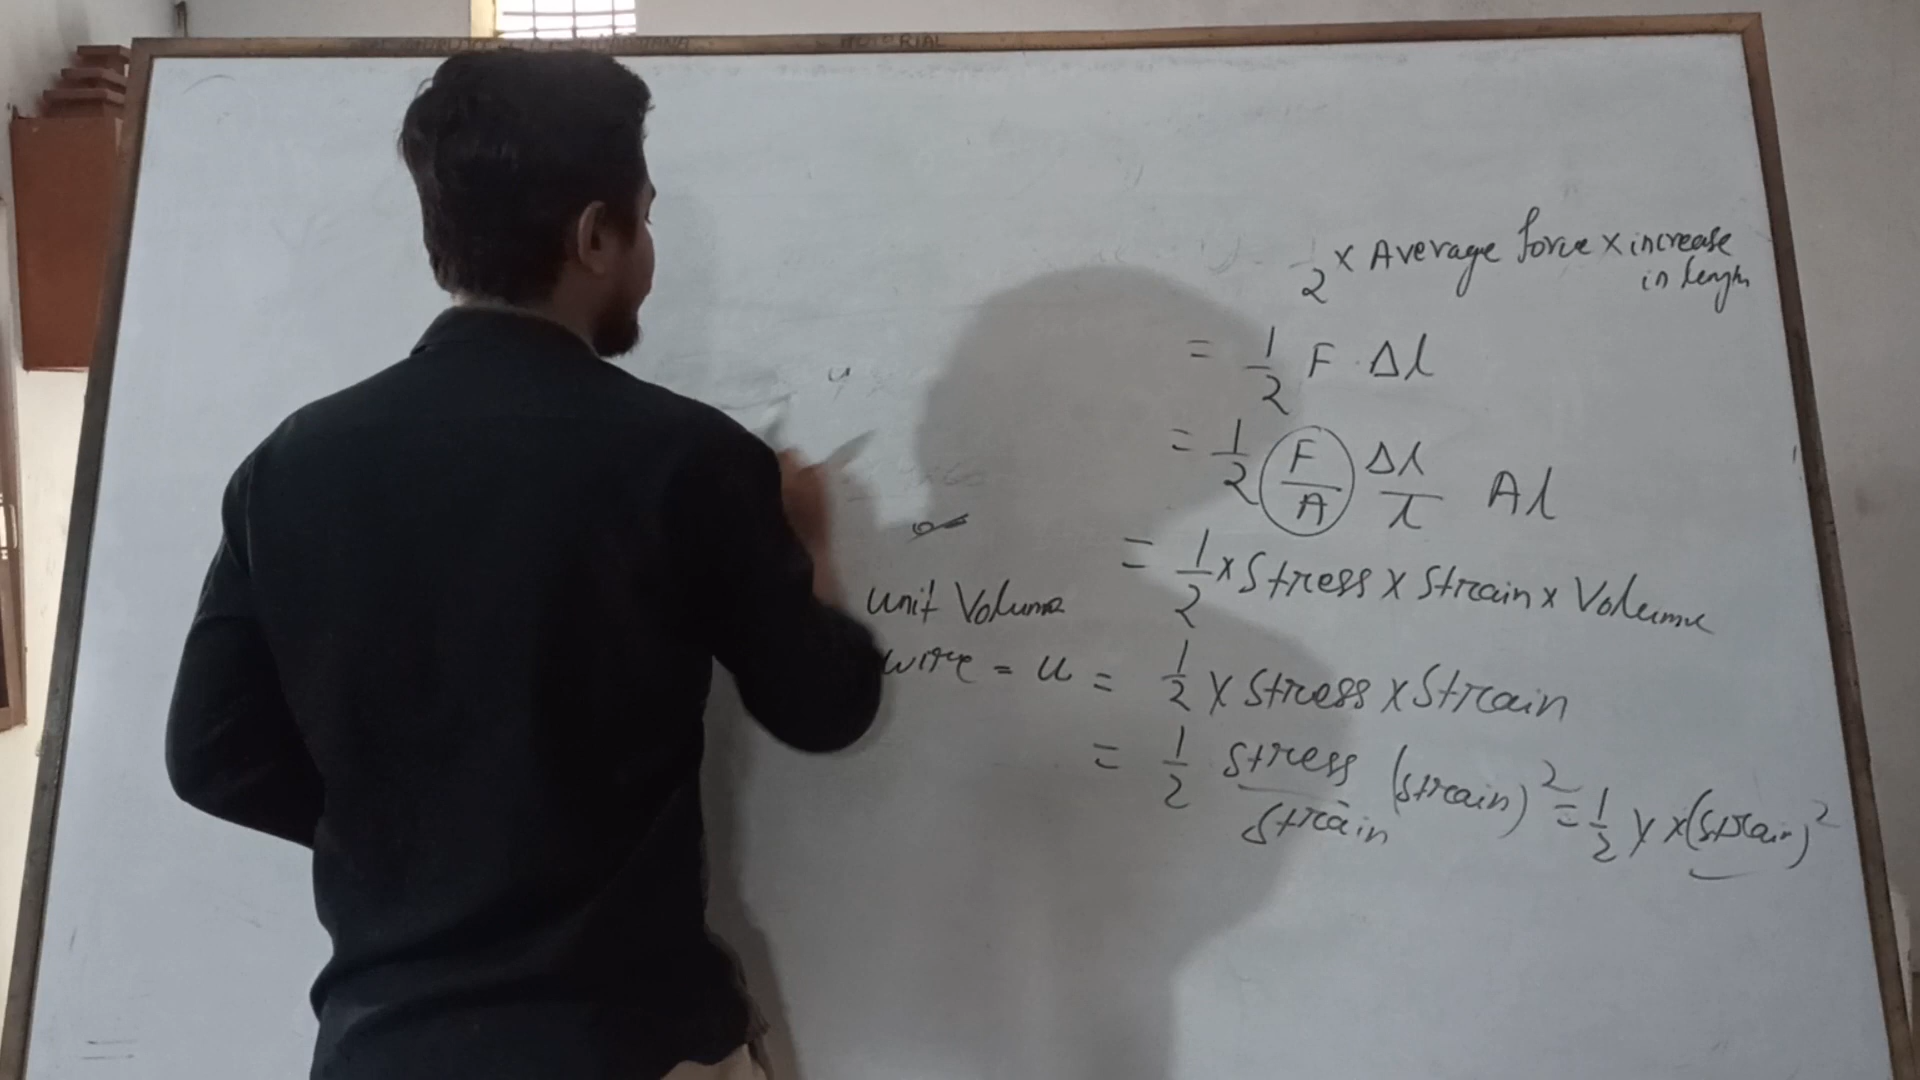 1/2 × Average force × increase
in length
= 1/2 F · Δl
= 1/2 F/A Δl/l Al
= 1/2 × Stress × Strain × Volume
unit Volume
wire = u = 1/2 × Stress × Strain
= 1/2 Stress/Strain (Strain)² = 1/2 Y × (Strain)²